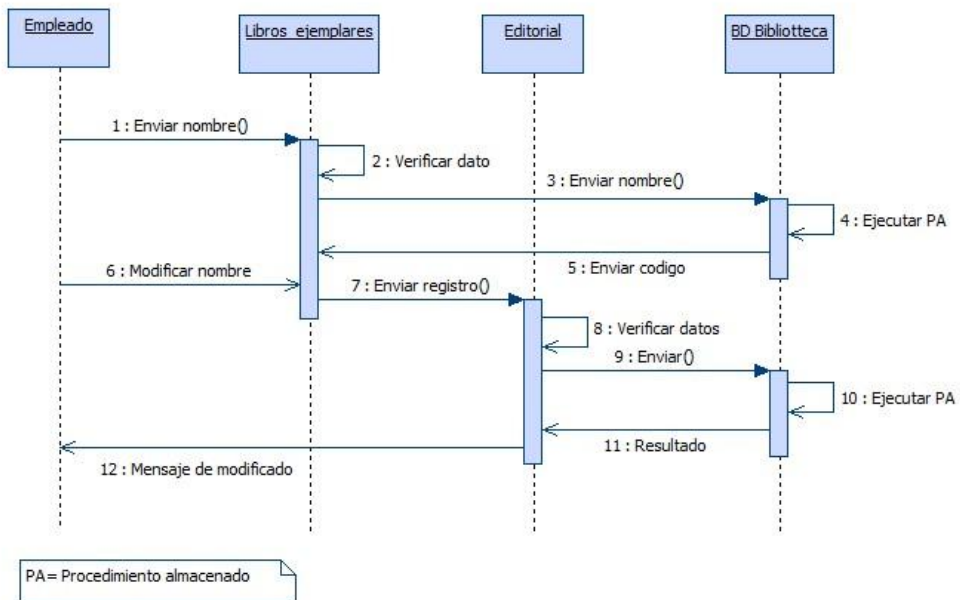 Empleado
Libros_ejemplares
Editorial
BD Bibliotteca
1 : Enviar nombre()
2 : Verificar dato
3 : Enviar nombre()
4 : Ejecutar PA
5 : Enviar codigo
6 : Modificar nombre
7 : Enviar registro()
8 : Verificar datos
9 : Enviar()
10 : Ejecutar PA
11 : Resultado
12 : Mensaje de modificado
PA= Procedimiento almacenado